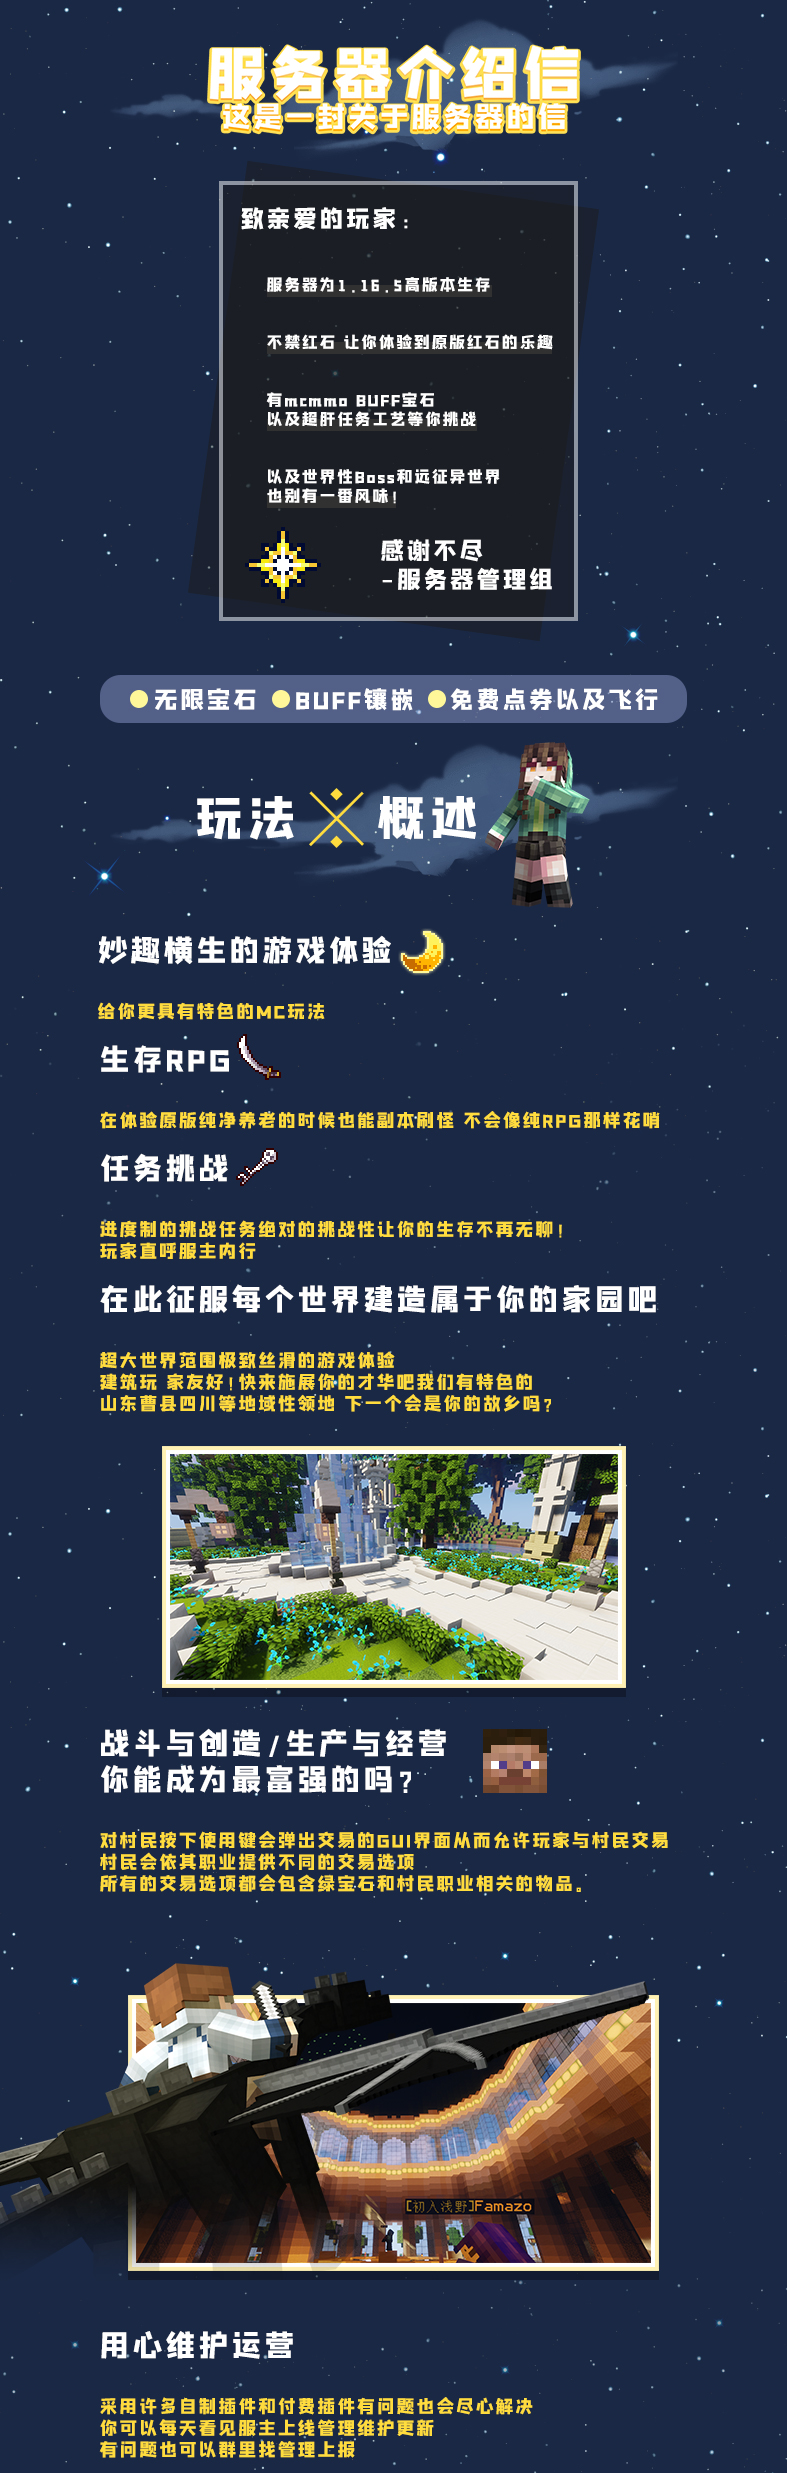 服务器介绍信
这是一封关于服务器的信
致亲爱的玩家：
服务器为1.16.5高版本生存
不禁红石 让你体验到原版红石的乐趣
有mcmmo BUFF宝石
以及超肝任务工艺等你挑战
以及世界性Boss和远征异世界
也别有一番风味！
感谢不尽
-服务器管理组
无限宝石 BUFF镶嵌 免费点券以及飞行
玩法 概述
妙趣横生的游戏体验
给你更具有特色的MC玩法
生存RPG
在体验原版纯净养老的时候也能副本刷怪 不会像纯RPG那样花哨
任务挑战
进度制的挑战任务绝对的挑战性让你的生存不再无聊！
玩家直呼服主内行
在此征服每个世界建造属于你的家园吧
超大世界范围极致丝滑的游戏体验
建筑玩 家友好！快来施展你的才华吧我们有特色的
山东曹县四川等地域性领地 下一个会是你的故乡吗？
战斗与创造/生产与经营
你能成为最富强的吗？
对村民按下使用键会弹出交易的GUI界面从而允许玩家与村民交易
村民会依其职业提供不同的交易选项
所有的交易选项都会包含绿宝石和村民职业相关的物品。
[初入浅野]Famazo
用心维护运营
采用许多自制插件和付费插件有问题也会尽心解决
你可以每天看见服主上线管理维护更新
有问题也可以群里找管理上报